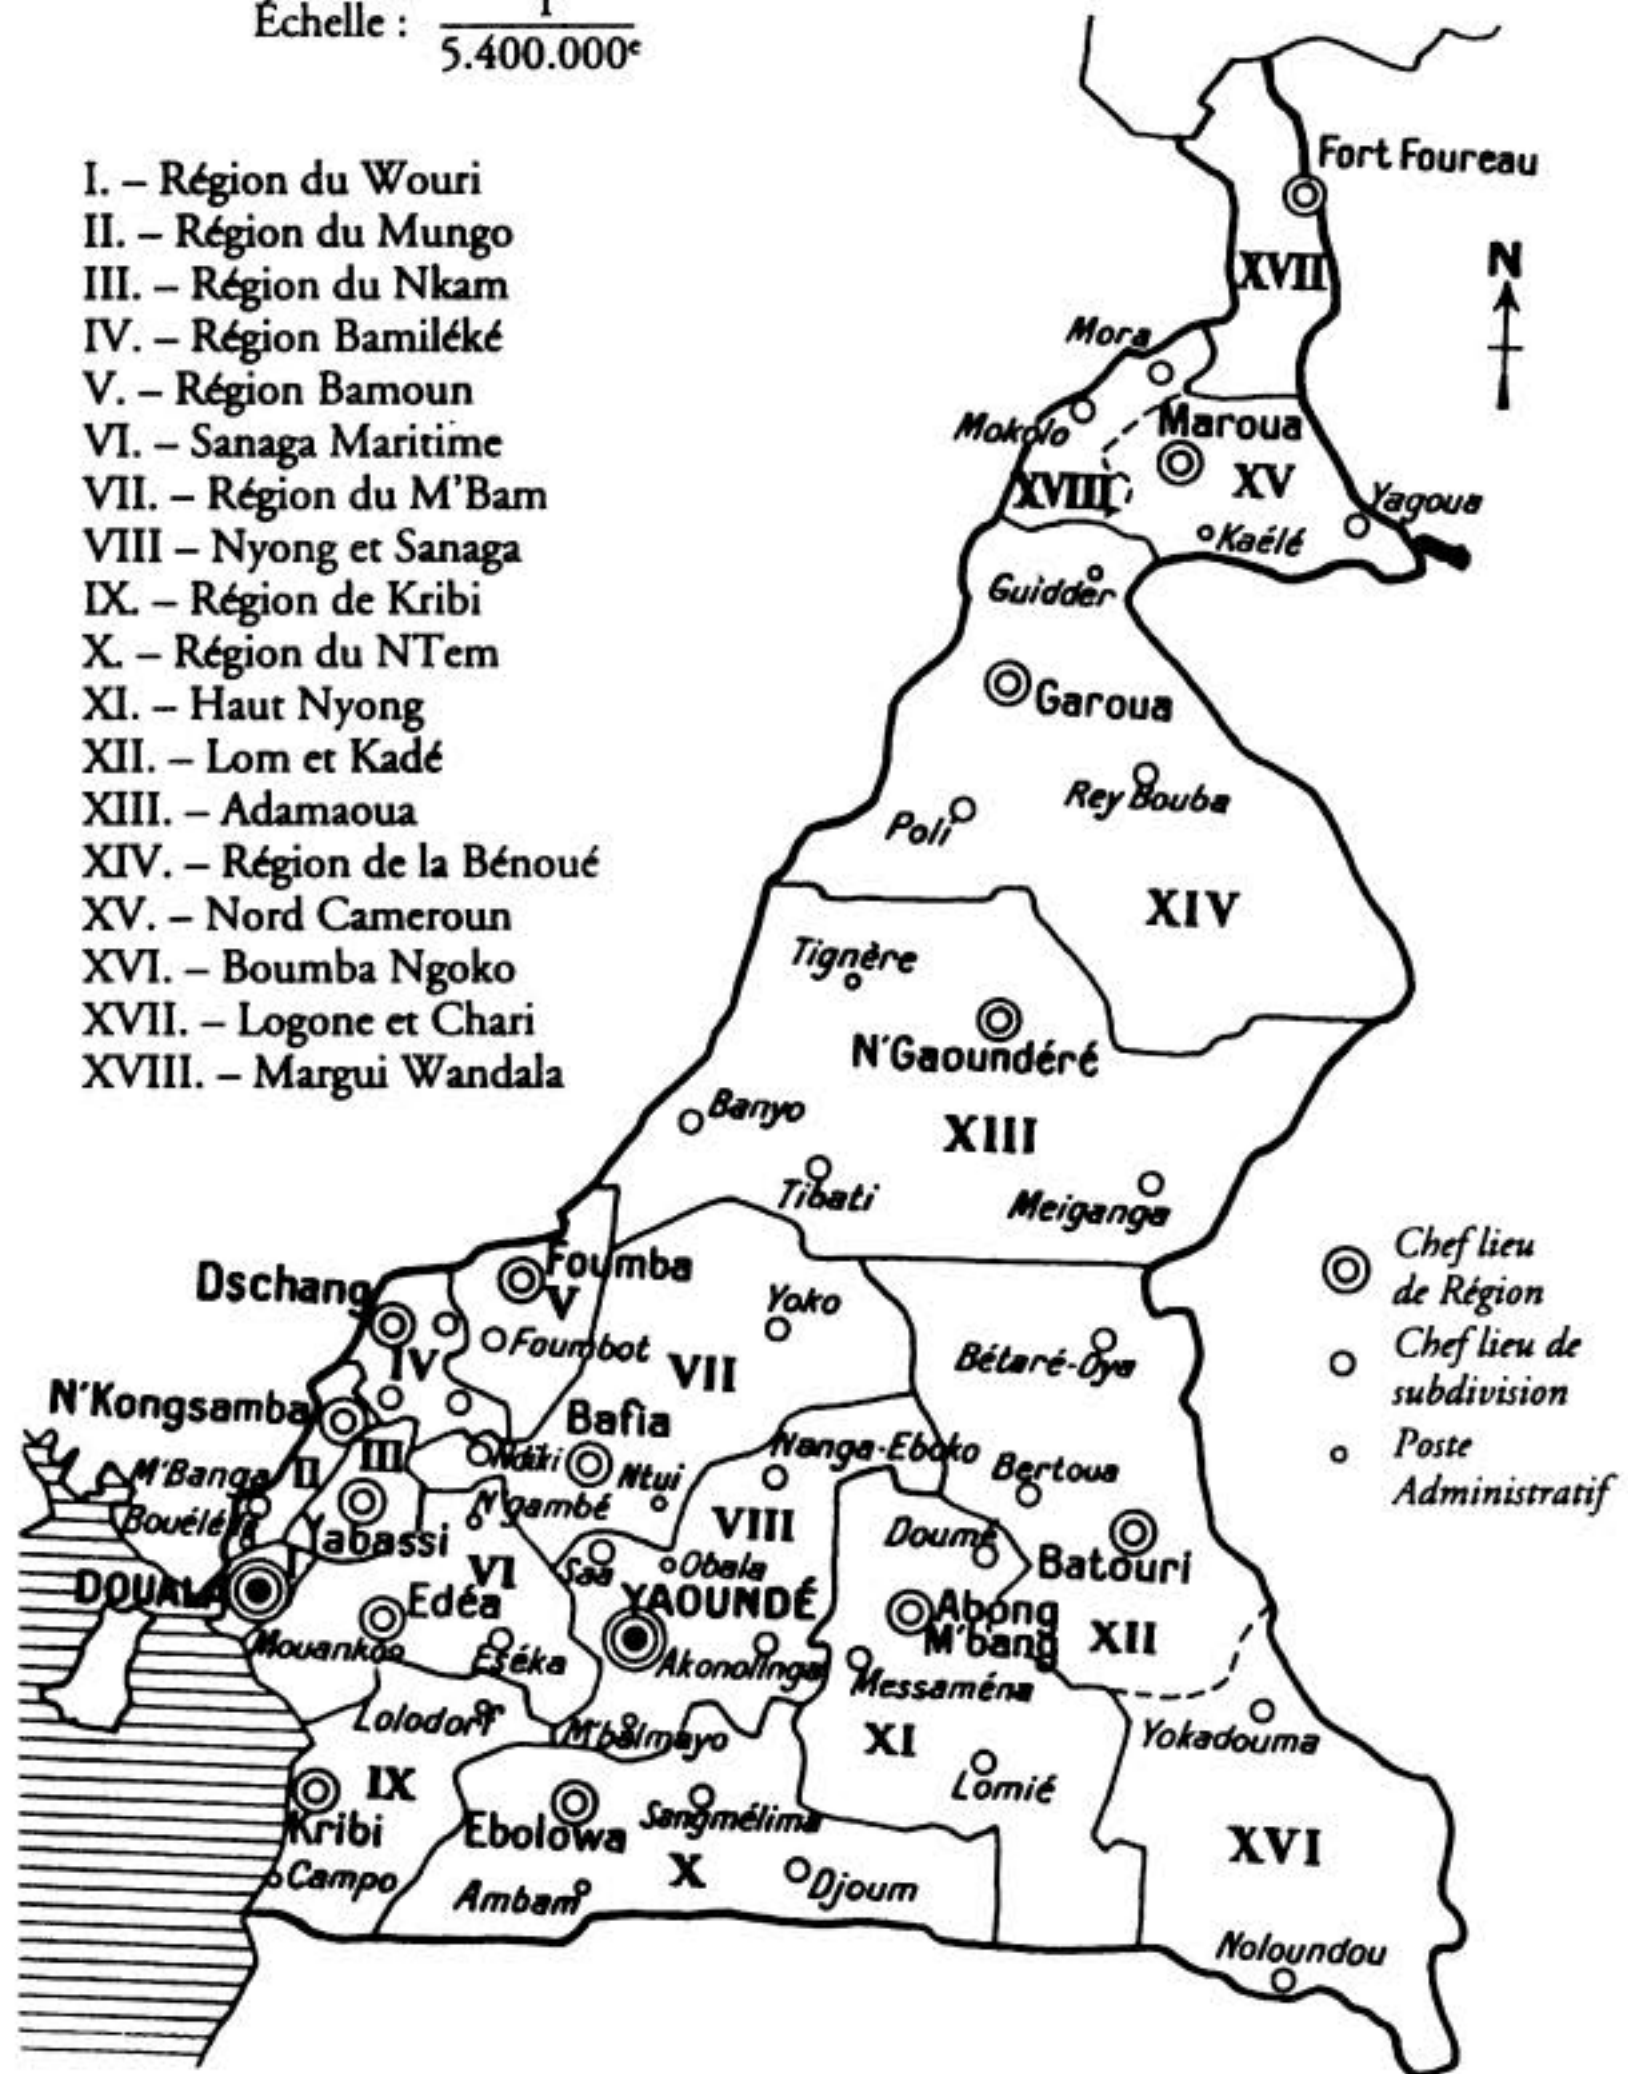 Échelle : 1
5.400.000e
I. – Région du Wouri
II. – Région du Mungo
III. – Région du Nkam
IV. – Région Bamiléké
V. – Région Bamoun
VI. – Sanaga Maritime
VII. – Région du M'Bam
VIII – Nyong et Sanaga
IX. – Région de Kribi
X. – Région du NTem
XI. – Haut Nyong
XII. – Lom et Kadé
XIII. – Adamaoua
XIV. – Région de la Bénoué
XV. – Nord Cameroun
XVI. – Boumba Ngoko
XVII. – Logone et Chari
XVIII. – Margui Wandala
Fort Foureau
N
XVII
Mora
Mokolo
Maroua
XVIII
XV
Yagoua
Kaélé
Guidder
Garoua
Rey Bouba
Poli
XIV
Tignère
N'Gaoundéré
Banyo
XIII
Tibati
Meiganga
Chef lieu
de Région
Chef lieu de
subdivision
Poste
Administratif
Dschang
Foumba
V
Yoko
Foumbot
IV
VII
Bétaré-Oya
N'Kongsamba
Bafia
III
Ndiki
Ntui
Nanga-Eboko
Bertoua
M'Banga
II
N'gambé
VIII
Doumé
Yabassi
VI
Saa
Obala
Batouri
DOUALA
I
Edéa
YAOUNDÉ
Abong
M'bang
XII
Mouankoo
Eséka
Akonolinga
Messaména
Lolodorf
M'balmayo
XI
Yokadouma
IX
Lomié
Kribi
Ebolowa
Sangmélima
XVI
Campo
X
Ambam
Djoum
Noloundou